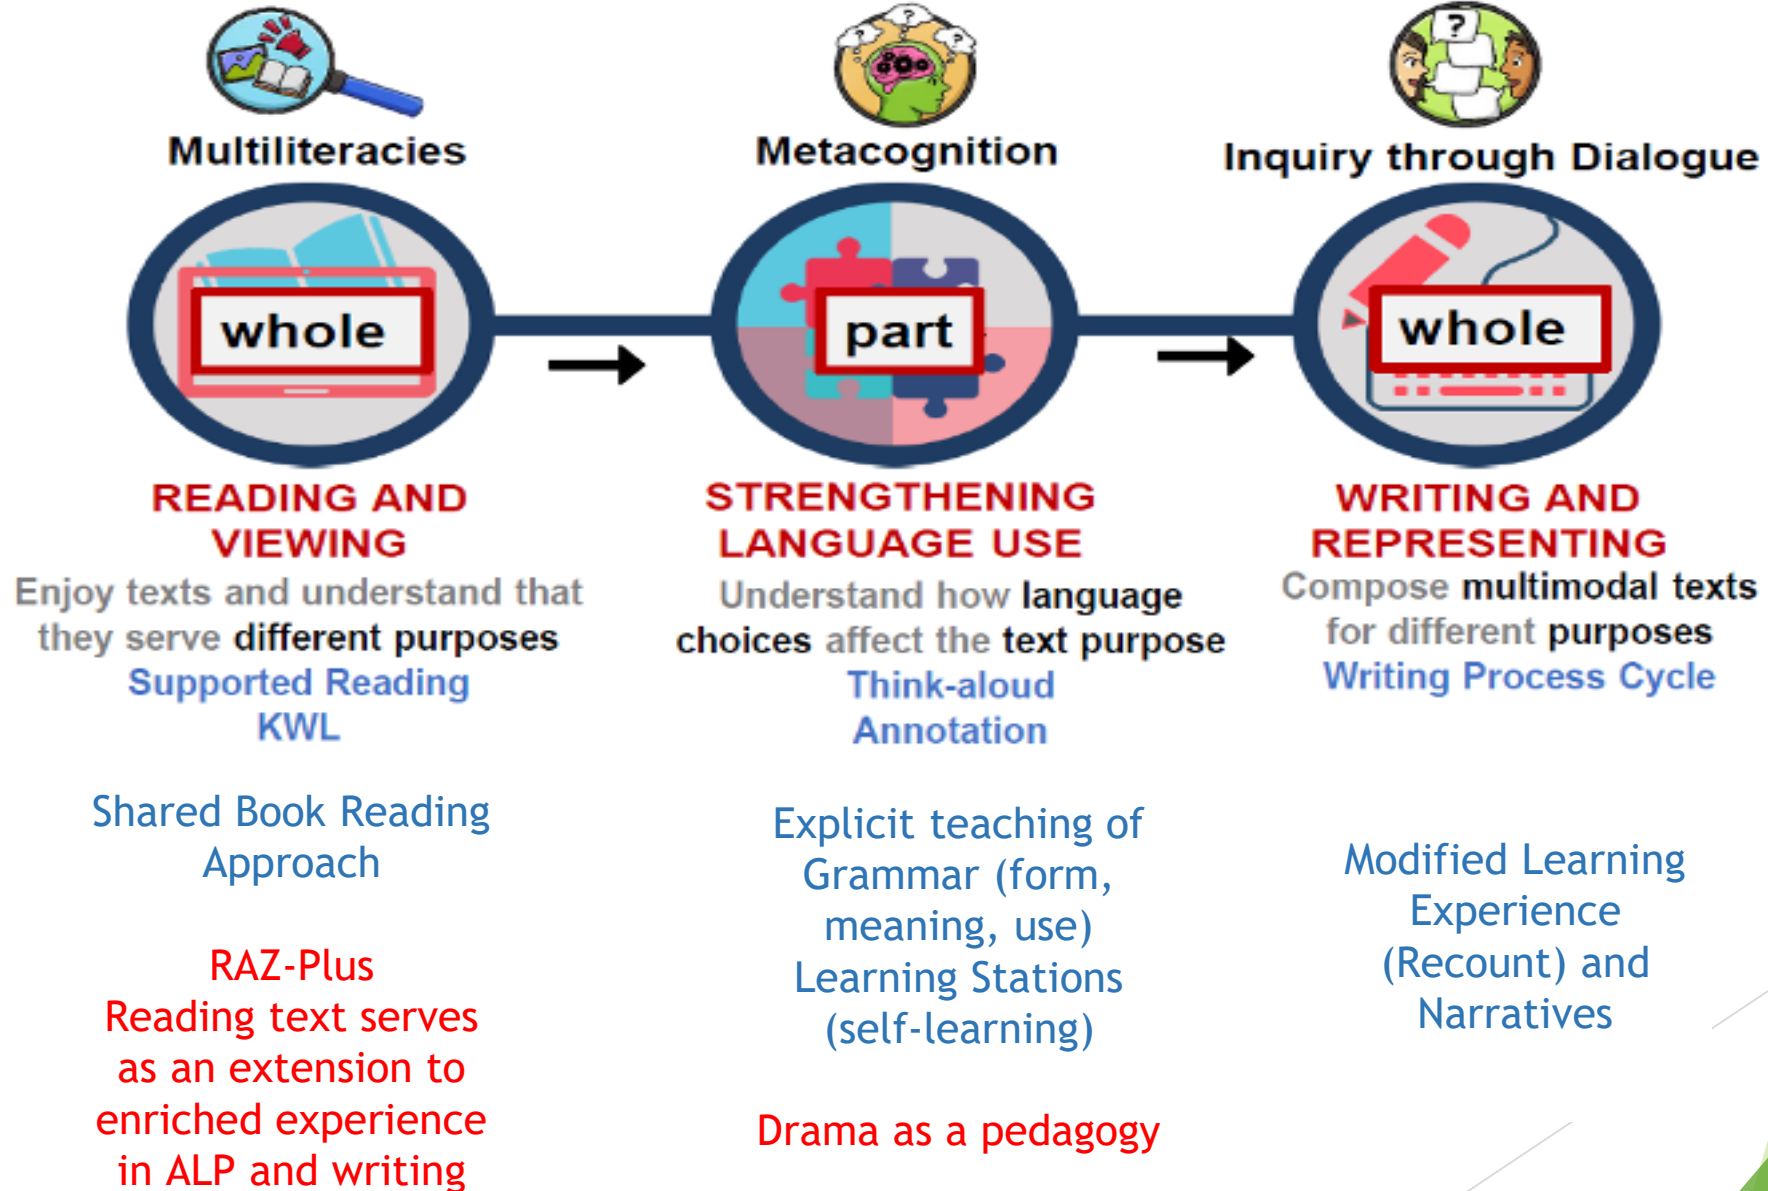 Multiliteracies
whole
READING AND
VIEWING
Enjoy texts and understand that
they serve different purposes
Supported Reading
KWL
Shared Book Reading
Approach
RAZ-Plus
Reading text serves
as an extension to
enriched experience
in ALP and writing
?
?
?
Metacognition
part
STRENGTHENING
LANGUAGE USE
Understand how language
choices affect the text purpose
Think-aloud
Annotation
Explicit teaching of
Grammar (form,
meaning, use)
Learning Stations
(self-learning)
Drama as a pedagogy
?
Inquiry through Dialogue
whole
WRITING AND
REPRESENTING
Compose multimodal texts
for different purposes
Writing Process Cycle
Modified Learning
Experience
(Recount) and
Narratives